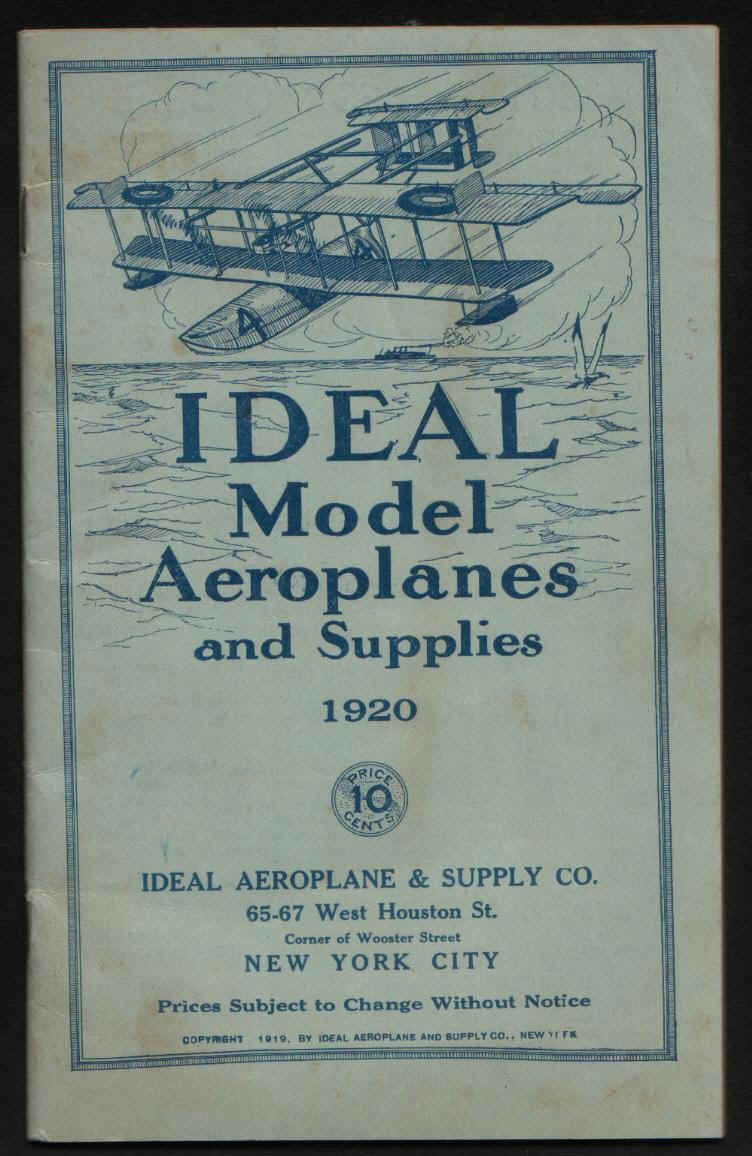 4
IDEAL
Model
Aeroplanes
and Supplies
1920
PRICE
10
CENTS
IDEAL AEROPLANE & SUPPLY CO.
65-67 West Houston St.
Corner of Wooster Street
NEW YORK CITY
Prices Subject to Change Without Notice
COPYRIGHT 1919, BY IDEAL AEROPLANE AND SUPPLY CO., NEW